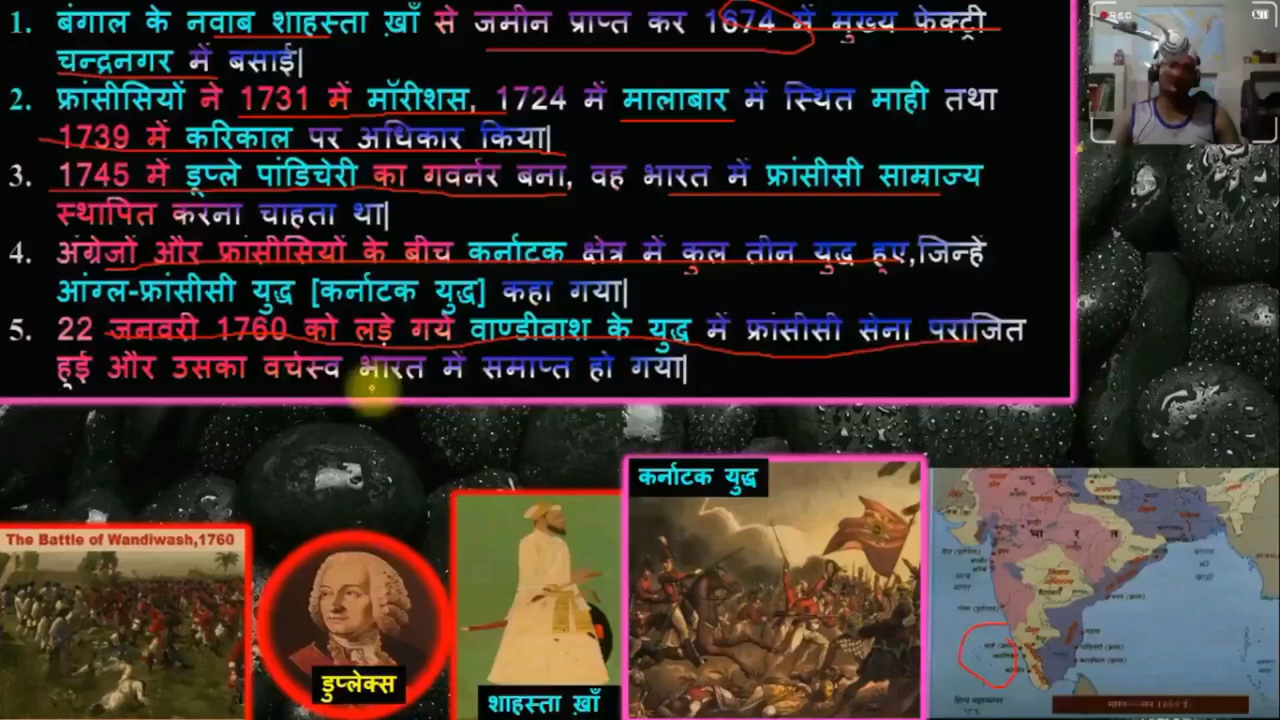 1. बंगाल के नवाब शाहस्ता ख़ाँ से जमीन प्राप्त कर 1674 में मुख्य फेक्ट्री
चन्द्रनगर में बसाई|
2. फ्रांसीसियों ने 1731 में मॉरीशस, 1724 में मालाबार में स्थित माही तथा
1739 में करिकाल पर अधिकार किया|
3. 1745 में डूप्ले पांडिचेरी का गवर्नर बना, वह भारत में फ्रांसीसी साम्राज्य
स्थापित करना चाहता था|
4. अंग्रेजों और फ्रांसीसियों के बीच कर्नाटक क्षेत्र में कुल तीन युद्ध हुए,जिन्हें
आंग्ल-फ्रांसीसी युद्ध [कर्नाटक युद्ध] कहा गया|
5. 22 जनवरी 1760 को लड़े गये वाण्डीवाश के युद्ध में फ्रांसीसी सेना पराजित
हुई और उसका वर्चस्व भारत में समाप्त हो गया|
REC
The Battle of Wandiwash,1760
डुप्लेक्स
शाहस्ता ख़ाँ
कर्नाटक युद्ध
भा र त